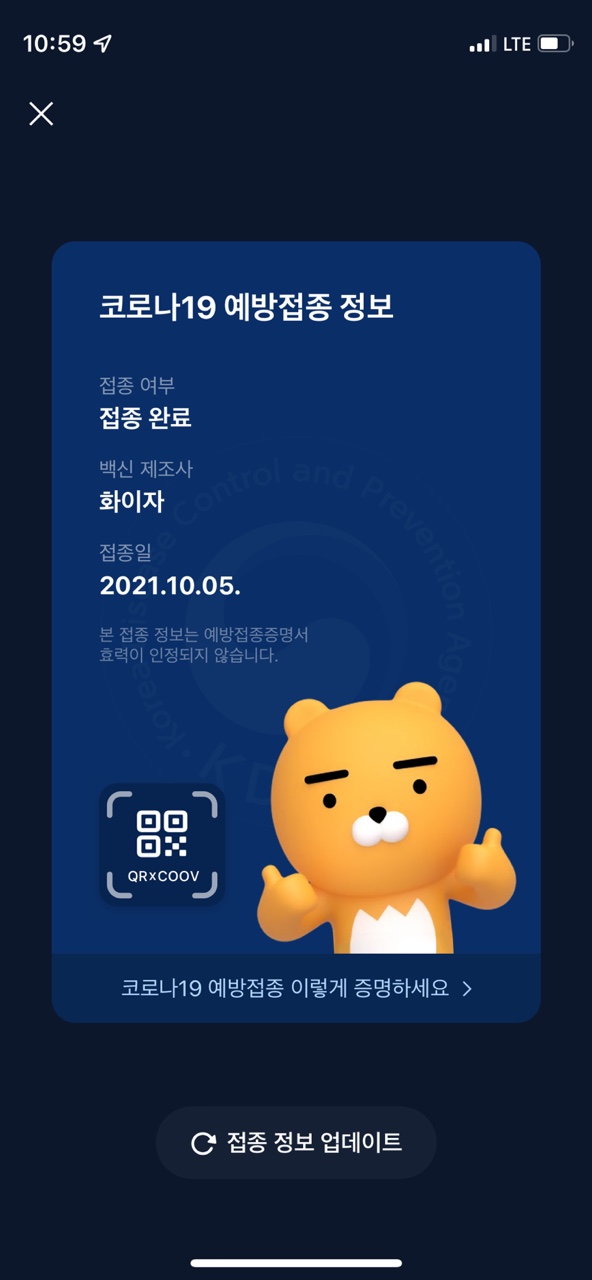 10:59
LTE
코로나19 예방접종 정보
접종 여부
접종 완료
백신 제조사
화이자
접종일
2021.10.05.
본 접종 정보는 예방접종증명서
효력이 인정되지 않습니다.
Korea Disease Control and Prevention Agency
KD
QRxCOOV
코로나19 예방접종 이렇게 증명하세요 >
접종 정보 업데이트